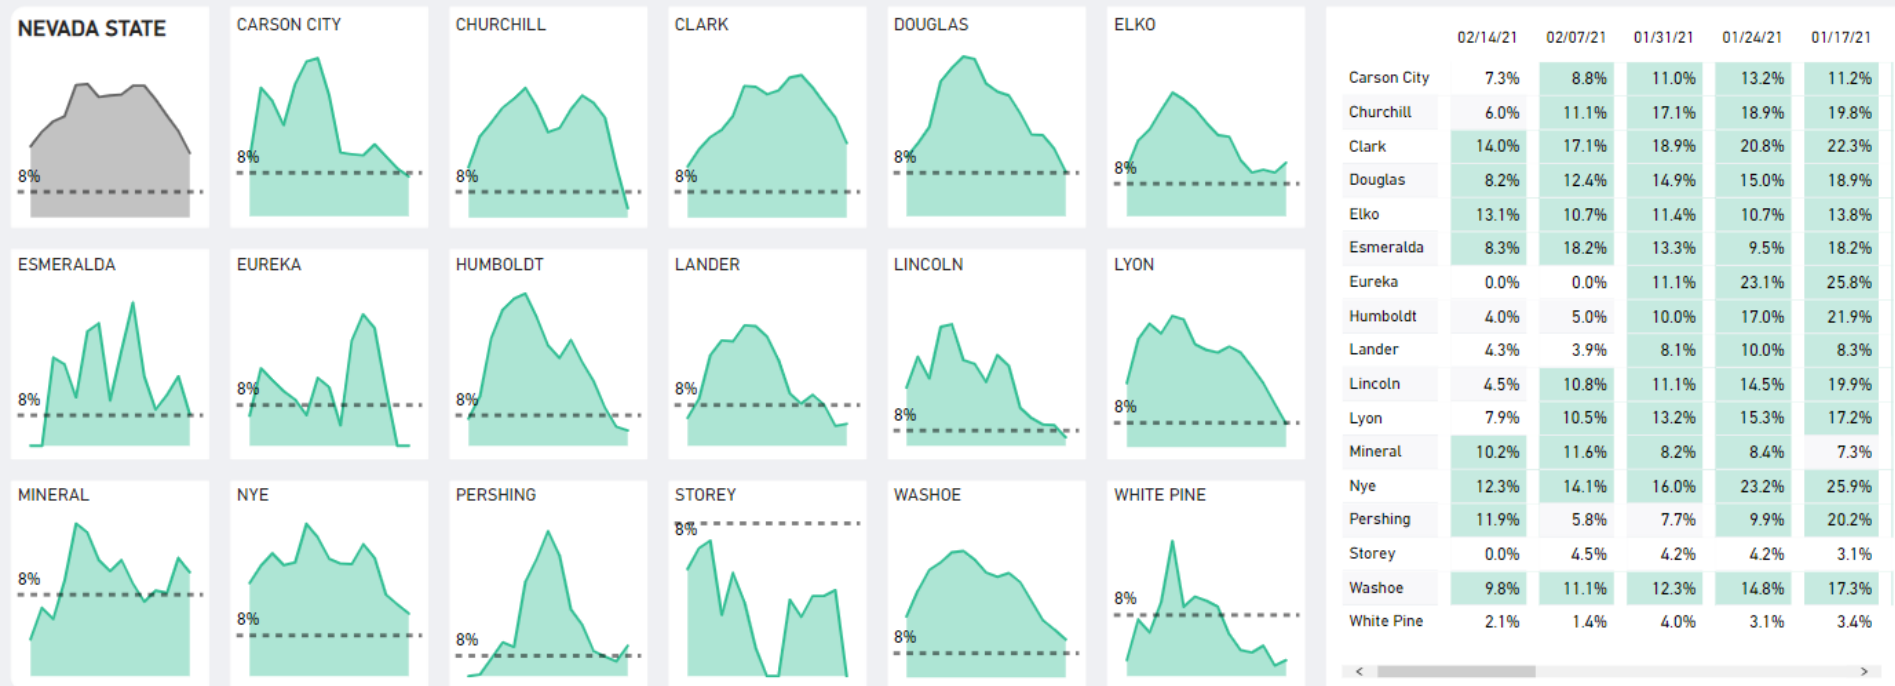 NEVADA STATE
8%
CARSON CITY
8%
CHURCHILL
8%
CLARK
8%
DOUGLAS
8%
ELKO
8%
ESMERALDA
8%
EUREKA
8%
HUMBOLDT
8%
LANDER
8%
LINCOLN
8%
LYON
8%
MINERAL
8%
NYE
8%
PERSHING
8%
STOREY
8%
WASHOE
8%
WHITE PINE
8%
02/14/21 02/07/21 01/31/21 01/24/21 01/17/21
Carson City 7.3% 8.8% 11.0% 13.2% 11.2%
Churchill 6.0% 11.1% 17.1% 18.9% 19.8%
Clark 14.0% 17.1% 18.9% 20.8% 22.3%
Douglas 8.2% 12.4% 14.9% 15.0% 18.9%
Elko 13.1% 10.7% 11.4% 10.7% 13.8%
Esmeralda 8.3% 18.2% 13.3% 9.5% 18.2%
Eureka 0.0% 0.0% 11.1% 23.1% 25.8%
Humboldt 4.0% 5.0% 10.0% 17.0% 21.9%
Lander 4.3% 3.9% 8.1% 10.0% 8.3%
Lincoln 4.5% 10.8% 11.1% 14.5% 19.9%
Lyon 7.9% 10.5% 13.2% 15.3% 17.2%
Mineral 10.2% 11.6% 8.2% 8.4% 7.3%
Nye 12.3% 14.1% 16.0% 23.2% 25.9%
Pershing 11.9% 5.8% 7.7% 9.9% 20.2%
Storey 0.0% 4.5% 4.2% 4.2% 3.1%
Washoe 9.8% 11.1% 12.3% 14.8% 17.3%
White Pine 2.1% 1.4% 4.0% 3.1% 3.4%